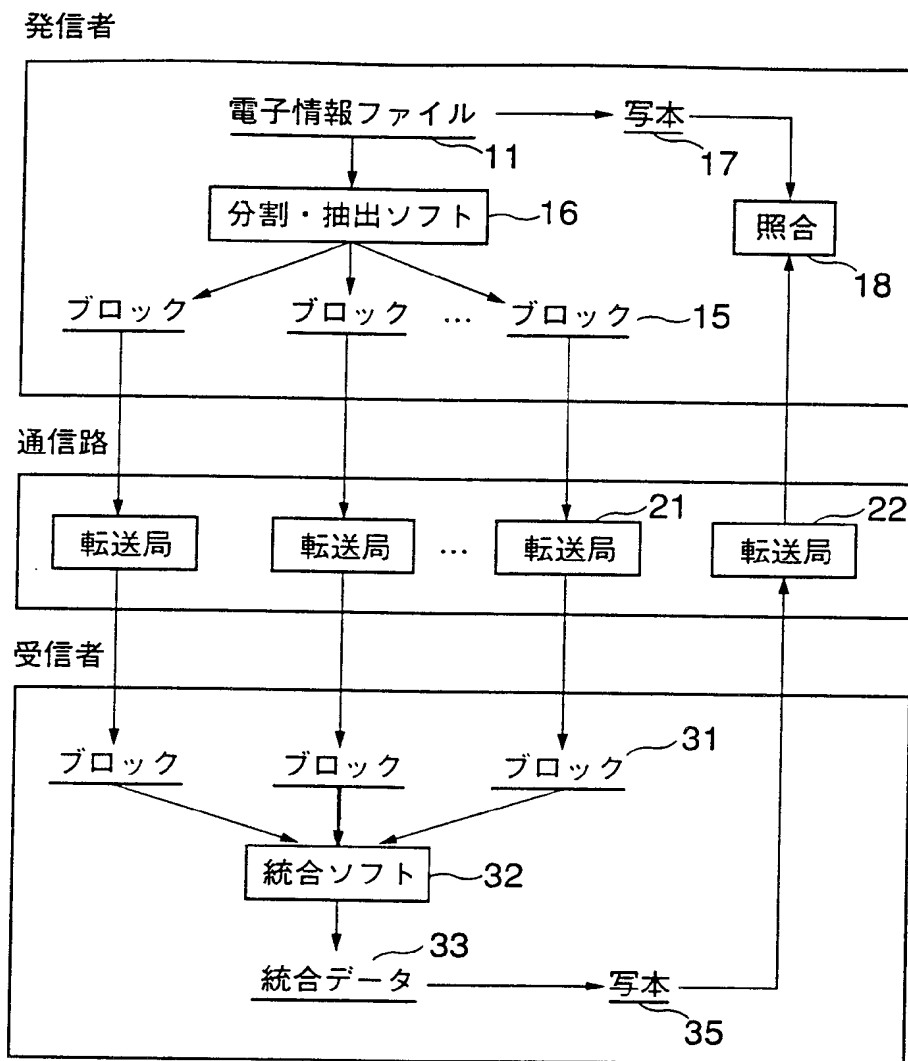 発信者
電子情報ファイル
11
写本
17
分割・抽出ソフト
16
照合
18
ブロック
ブロック
…
ブロック
15
通信路
転送局
転送局
…
転送局
21
転送局
22
受信者
ブロック
ブロック
ブロック
31
統合ソフト
32
統合データ
33
写本
35